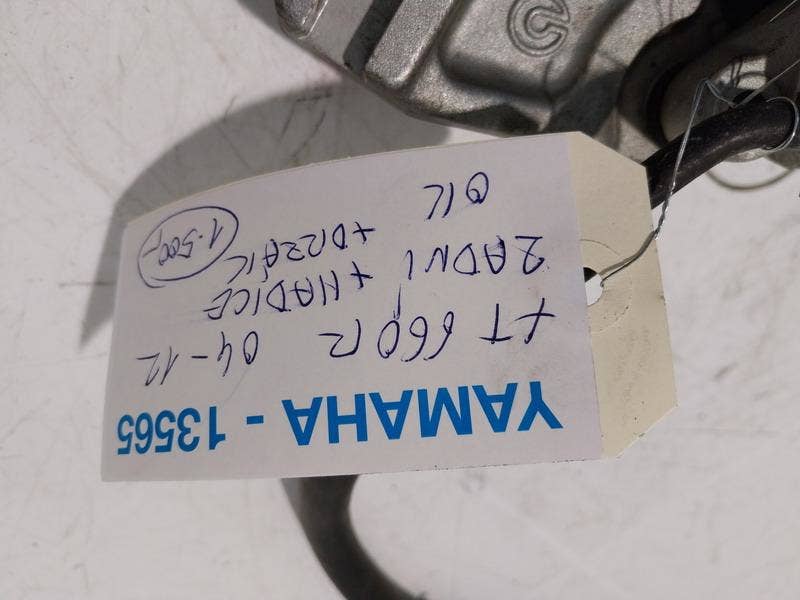 YAMAHA - 13565
XT 660R 04-12
ZADNI + HADICE
+ DRZAK
OK
1.500,-